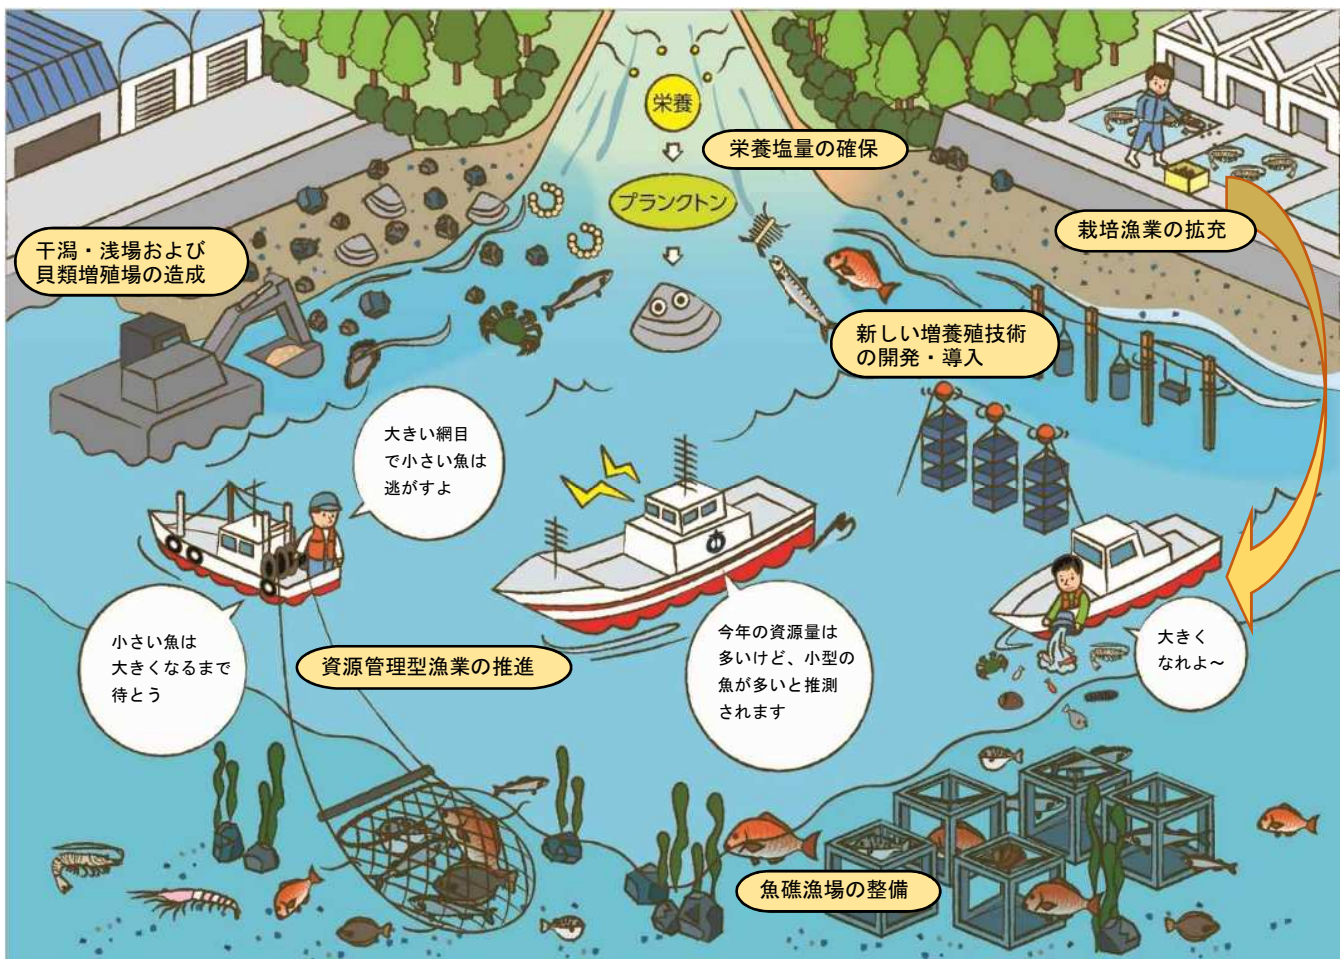 栄養
栄養塩量の確保
プランクトン
栽培漁業の拡充
干潟・浅場および
貝類増殖場の造成
新しい増養殖技術
の開発・導入
大きい網目
で小さい魚は
逃がすよ
小さい魚は
大きくなるまで
待とう
資源管理型漁業の推進
今年の資源量は
多いけど、小型の
魚が多いと推測
されます
大きく
なれよ~
魚礁漁場の整備